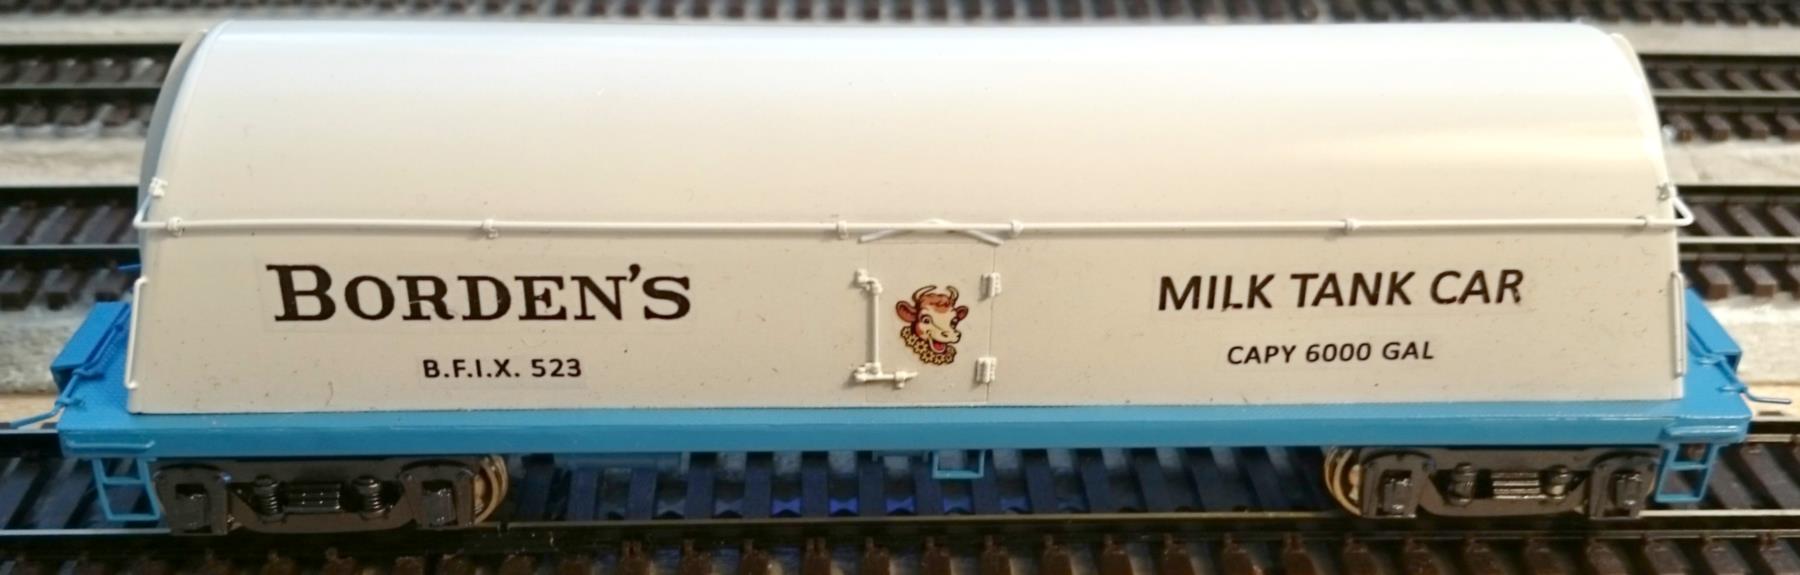 BORDEN'S
B.F.I.X. 523
MILK TANK CAR
CAPY 6000 GAL